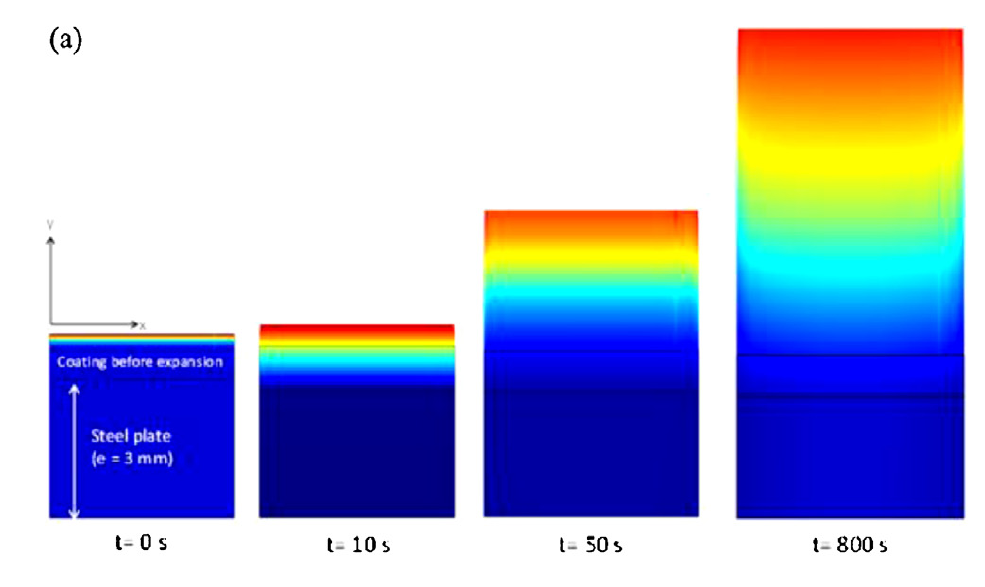 (a)
y
x
Coating before expansion
Steel plate
(e = 3 mm)
t= 0 s
t= 10 s
t= 50 s
t= 800 s